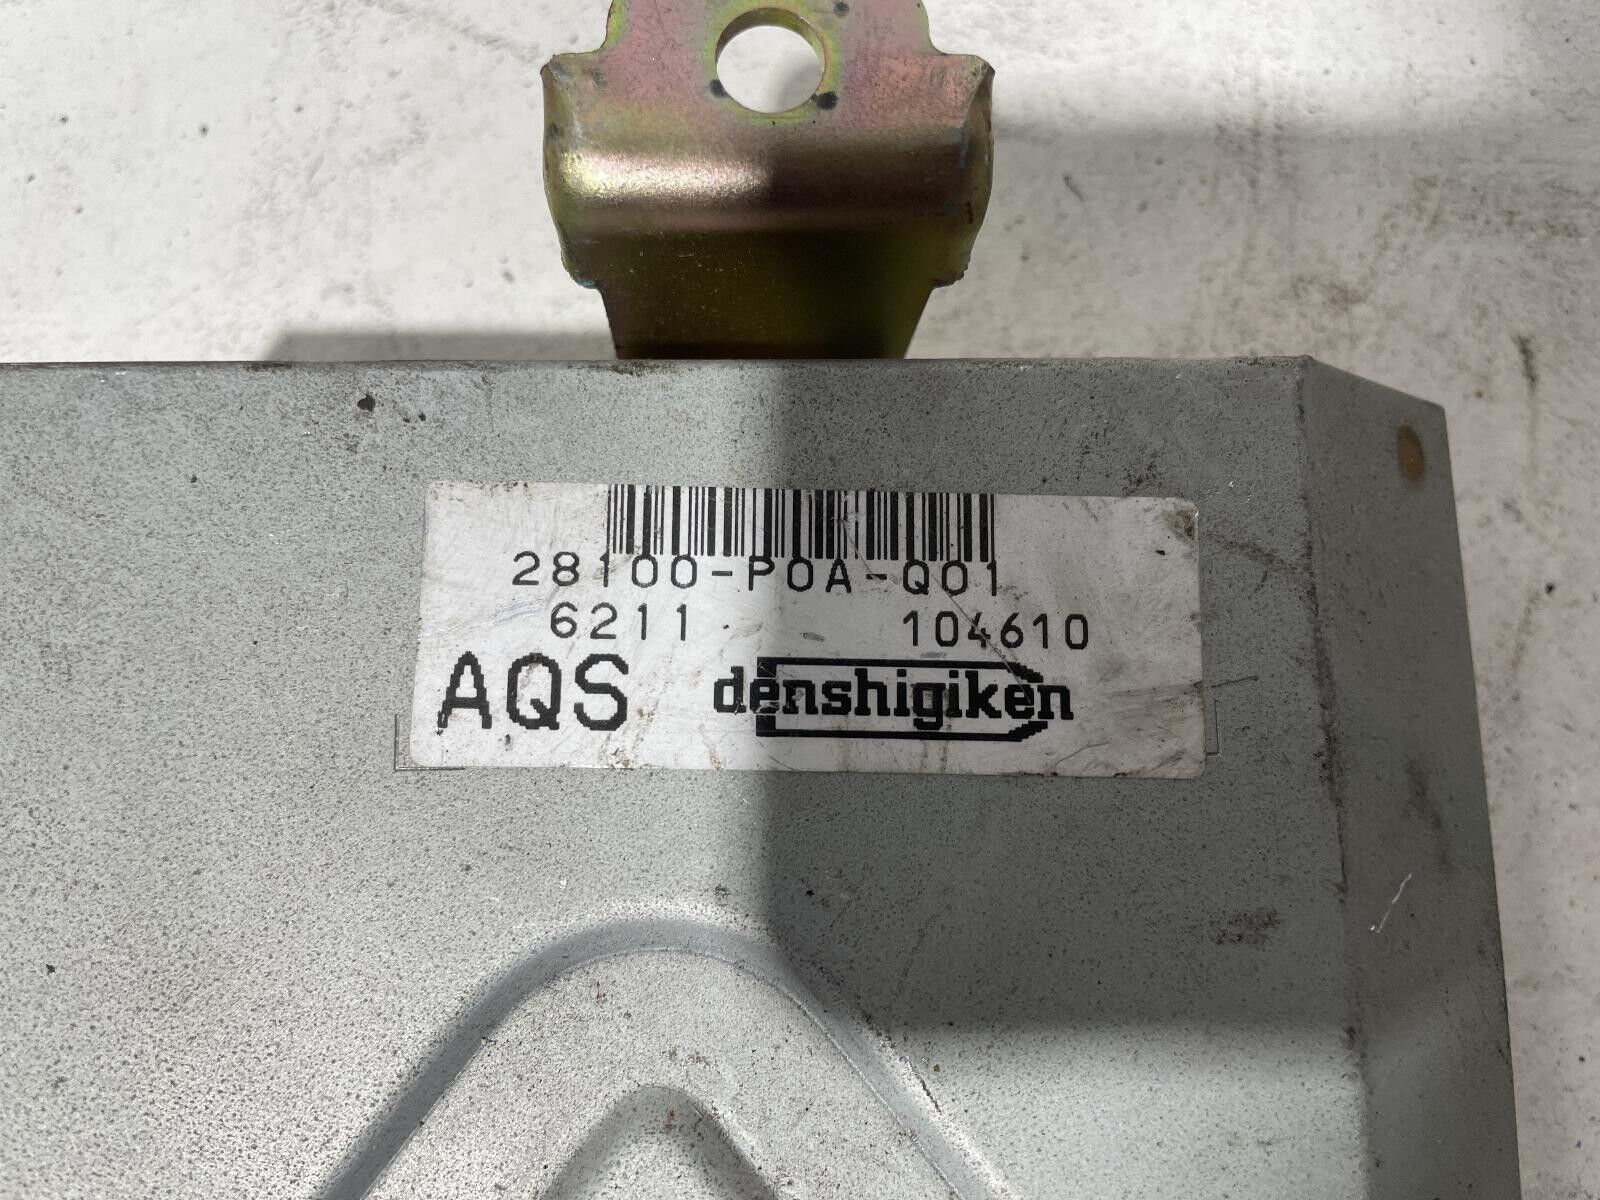 28100-P0A-Q01
6211 104610
AQS denshigiken